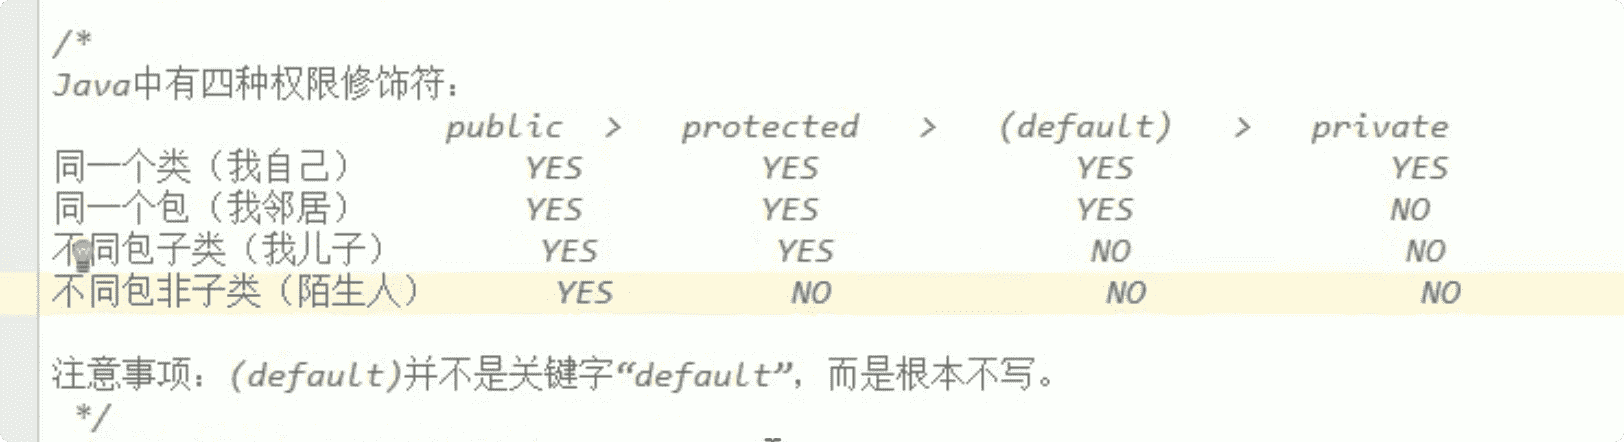 /*
Java中有四种权限修饰符：
public > protected > (default) > private
同一个类（我自己） YES YES YES YES
同一个包（我邻居） YES YES YES NO
不同包子类（我儿子） YES YES NO NO
不同包非子类（陌生人） YES NO NO NO
注意事项：(default)并不是关键字“default”，而是根本不写。
*/